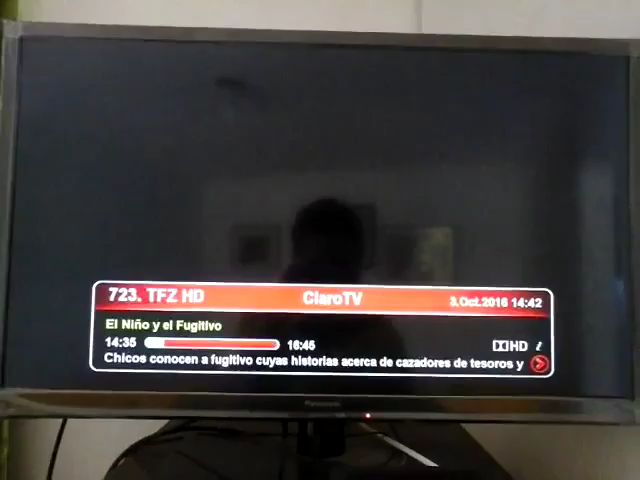 723. TFZ HD ClaroTV 3.Oct.2016 14:42
El Niño y el Fugitivo
14:35 16:45 HD i
Chicos conocen a fugitivo cuyas historias acerca de cazadores de tesoros y
Panasonic